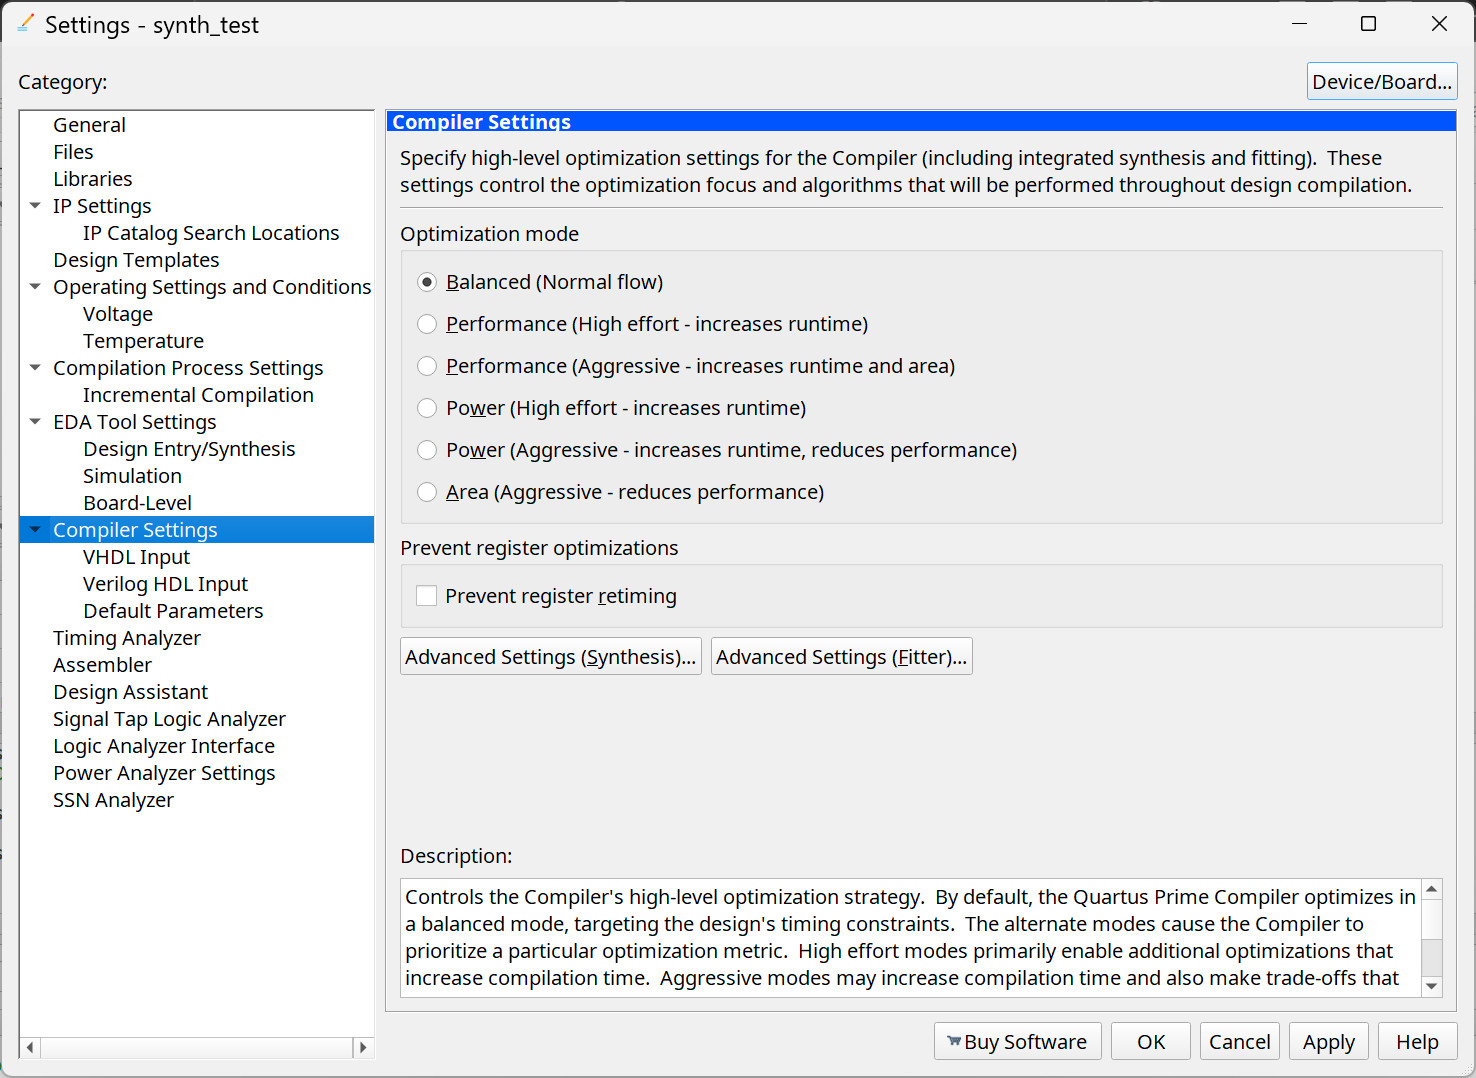 Settings - synth_test
Category:
Device/Board...
General
Files
Libraries
IP Settings
IP Catalog Search Locations
Design Templates
Operating Settings and Conditions
Voltage
Temperature
Compilation Process Settings
Incremental Compilation
EDA Tool Settings
Design Entry/Synthesis
Simulation
Board-Level
Compiler Settings
VHDL Input
Verilog HDL Input
Default Parameters
Timing Analyzer
Assembler
Design Assistant
Signal Tap Logic Analyzer
Logic Analyzer Interface
Power Analyzer Settings
SSN Analyzer
Compiler Settings
Specify high-level optimization settings for the Compiler (including integrated synthesis and fitting).  These
settings control the optimization focus and algorithms that will be performed throughout design compilation.
Optimization mode
Balanced (Normal flow)
Performance (High effort - increases runtime)
Performance (Aggressive - increases runtime and area)
Power (High effort - increases runtime)
Power (Aggressive - increases runtime, reduces performance)
Area (Aggressive - reduces performance)
Prevent register optimizations
Prevent register retiming
Advanced Settings (Synthesis)... Advanced Settings (Fitter)...
Description:
Controls the Compiler's high-level optimization strategy.  By default, the Quartus Prime Compiler optimizes in
a balanced mode, targeting the design's timing constraints.  The alternate modes cause the Compiler to
prioritize a particular optimization metric.  High effort modes primarily enable additional optimizations that
increase compilation time.  Aggressive modes may increase compilation time and also make trade-offs that
Buy Software OK Cancel Apply Help